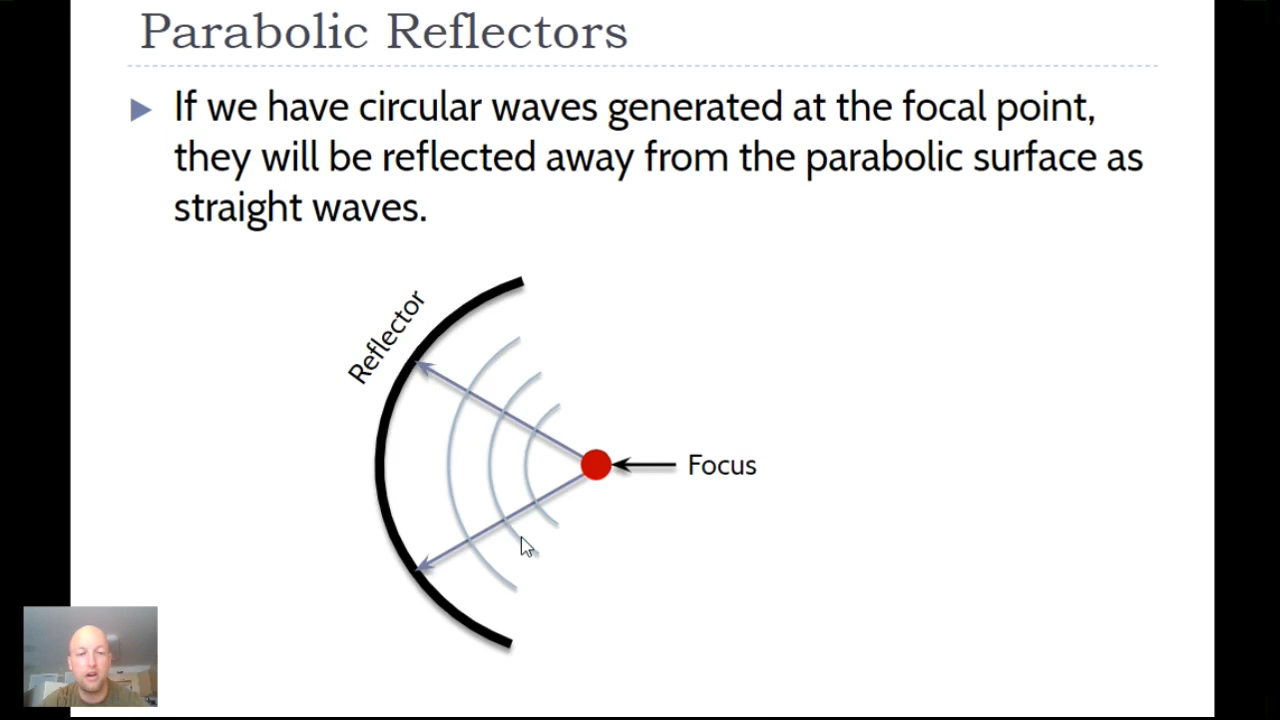 Parabolic Reflectors
If we have circular waves generated at the focal point,
they will be reflected away from the parabolic surface as
straight waves.
Reflector
Focus